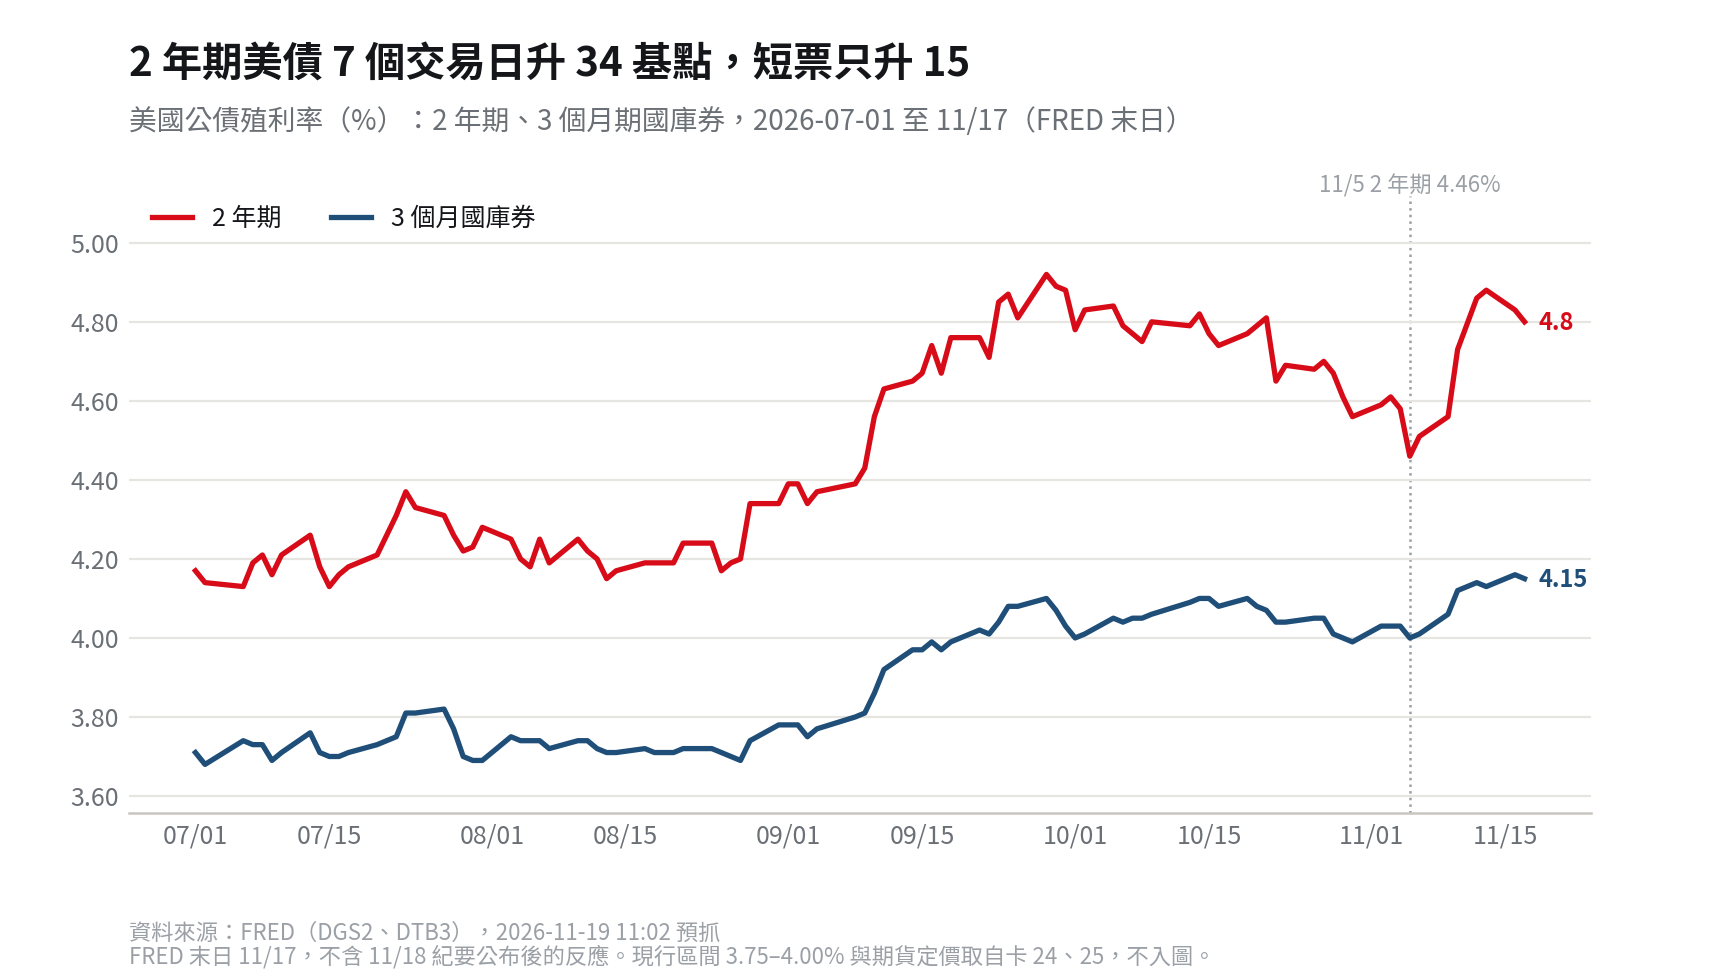 2 年期美債 7 個交易日升 34 基點，短票只升 15
美國公債殖利率（%）：2 年期、3 個月期國庫券，2026-07-01 至 11/17（FRED 末日）
11/5 2 年期 4.46%
2 年期
3 個月國庫券
5.00
4.80
4.60
4.40
4.20
4.00
3.80
3.60
4.8
4.15
07/01
07/15
08/01
08/15
09/01
09/15
10/01
10/15
11/01
11/15
資料來源：FRED（DGS2、DTB3），2026-11-19 11:02 預抓
FRED 末日 11/17，不含 11/18 紀要公布後的反應。現行區間 3.75–4.00% 與期貨定價取自卡 24、25，不入圖。